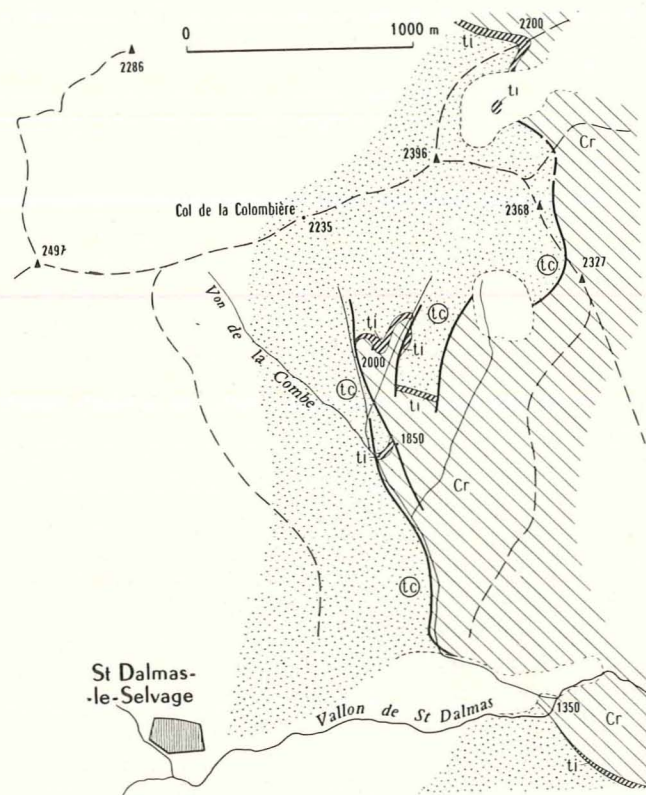 0 1000 m
2200
ti
2286
ti
Cr
2396
Col de la Colombière
2235
2368
2497
tc
2327
Von de la Combe
tc
ti
ti
2000
tc
ti
1850
ti
Cr
tc
St Dalmas-
-le-Selvage
Vallon de St Dalmas
1350
Cr
ti